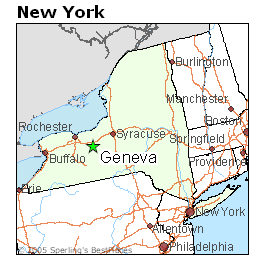 New York
Burlington
Manchester
Rochester
Syracuse
Boston
Springfield
Buffalo
Geneva
Providence
Erie
New York
Allentown
© 2005 Sperling's BestPlaces
Philadelphia